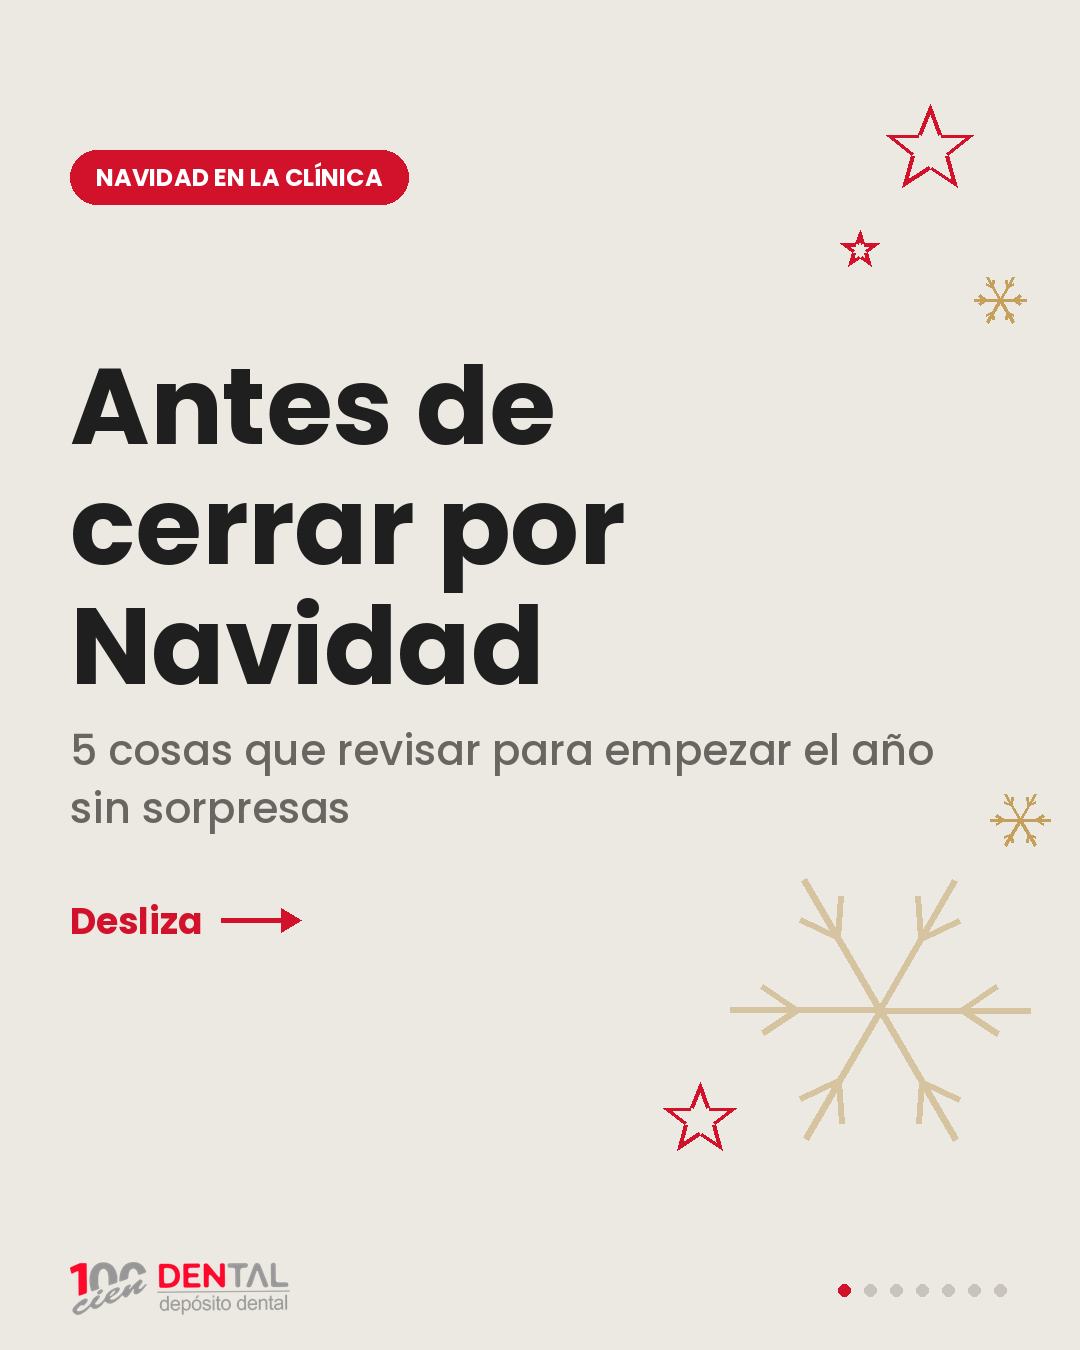 NAVIDAD EN LA CLÍNICA
Antes de
cerrar por
Navidad
5 cosas que revisar para empezar el año
sin sorpresas
Desliza
100 DENTAL
cien depósito dental